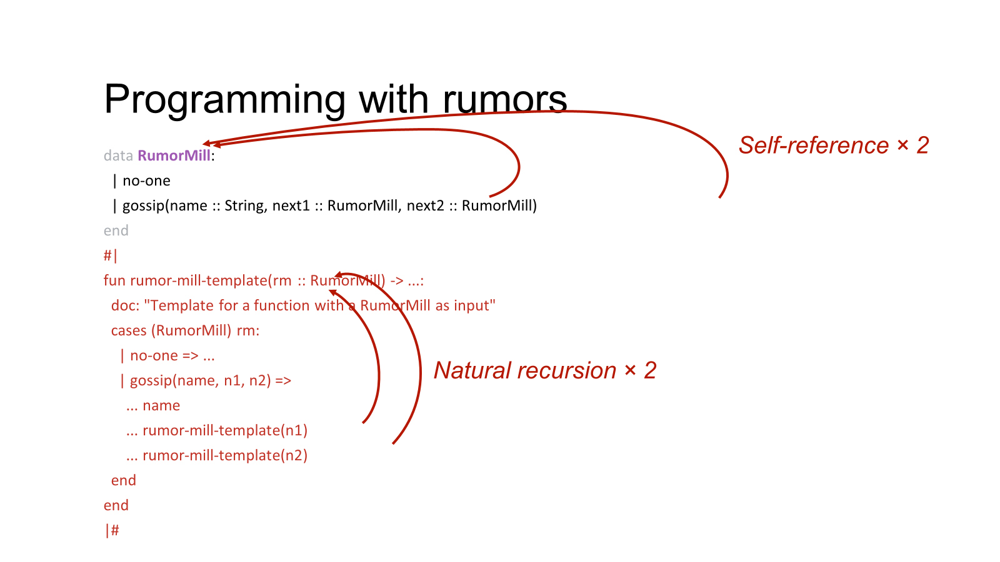 Programming with rumors
Self-reference × 2
data RumorMill:
| no-one
| gossip(name :: String, next1 :: RumorMill, next2 :: RumorMill)
end
#|
fun rumor-mill-template(rm :: RumorMill) -> ...:
doc: "Template for a function with a RumorMill as input"
cases (RumorMill) rm:
| no-one => ...
| gossip(name, n1, n2) =>
... name
... rumor-mill-template(n1)
... rumor-mill-template(n2)
end
end
|#
Natural recursion × 2